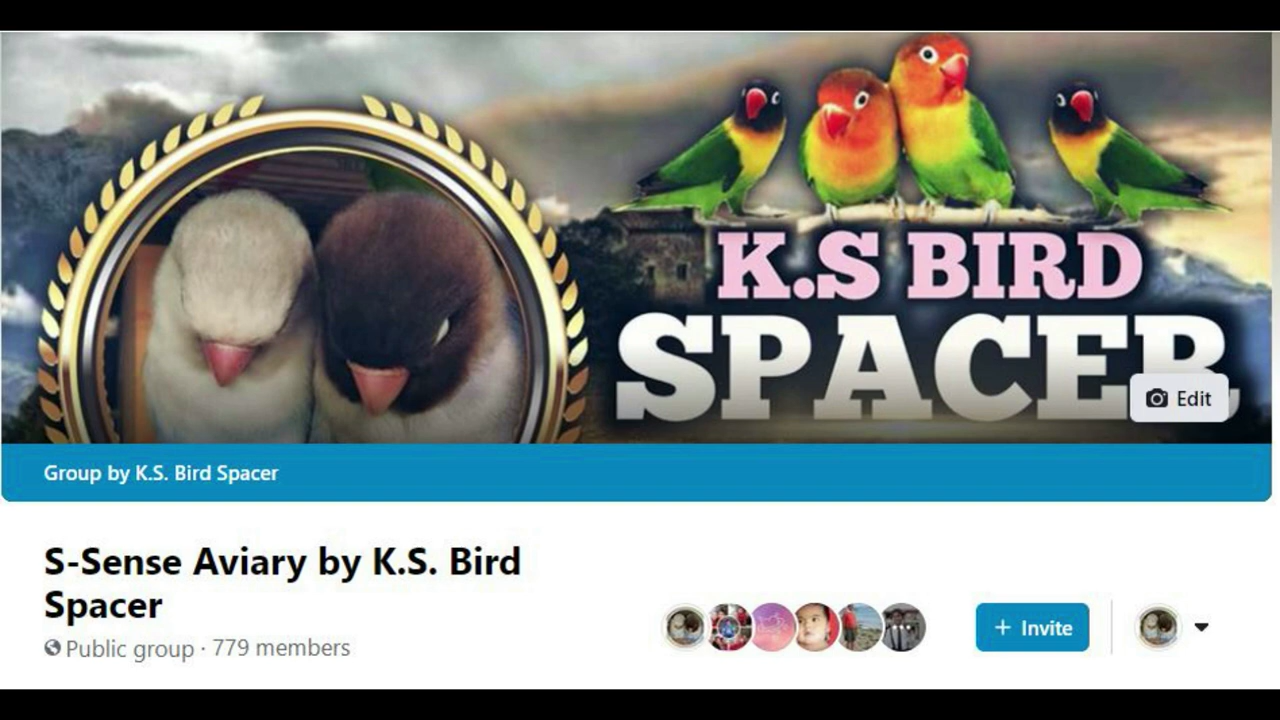 K.S BIRD
SPACER
Edit
Group by K.S. Bird Spacer
S-Sense Aviary by K.S. Bird
Spacer
Public group · 779 members
+ Invite